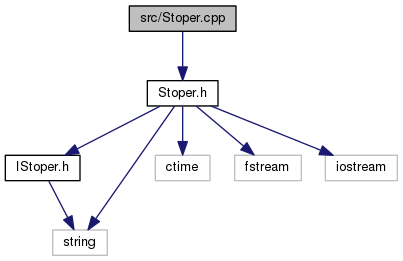 src/Stoper.cpp
Stoper.h
IStoper.h
ctime
fstream
iostream
string